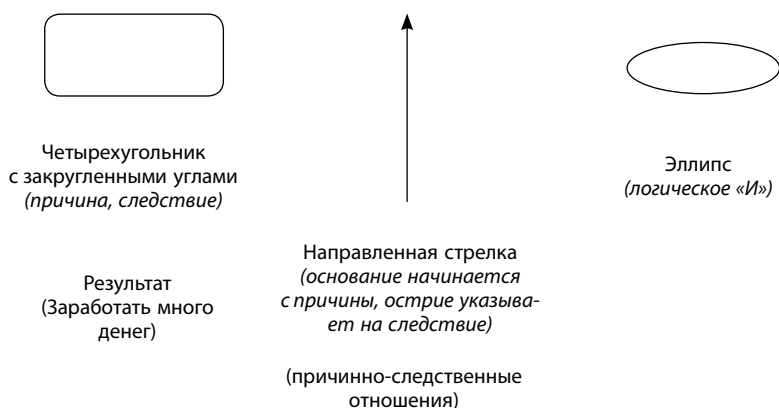 Четырехугольник
с закругленными углами
(причина, следствие)
Результат
(Заработать много
денег)
Направленная стрелка
(основание начинается
с причины, острие указыва-
ет на следствие)
(причинно-следственные
отношения)
Эллипс
(логическое «И»)